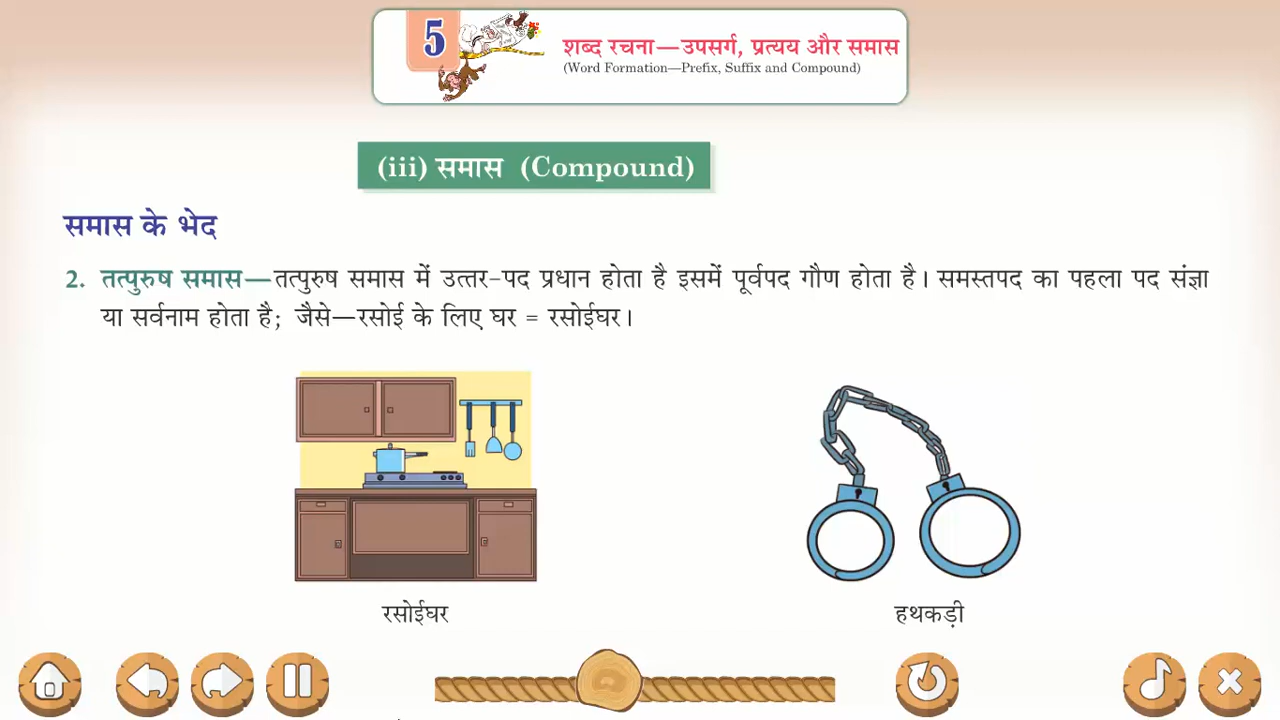 5
शब्द रचना—उपसर्ग, प्रत्यय और समास
(Word Formation—Prefix, Suffix and Compound)
(iii) समास (Compound)
समास के भेद
2. तत्पुरुष समास—तत्पुरुष समास में उत्तर-पद प्रधान होता है इसमें पूर्वपद गौण होता है। समस्तपद का पहला पद संज्ञा
या सर्वनाम होता है; जैसे—रसोई के लिए घर = रसोईघर।
रसोईघर
हथकड़ी